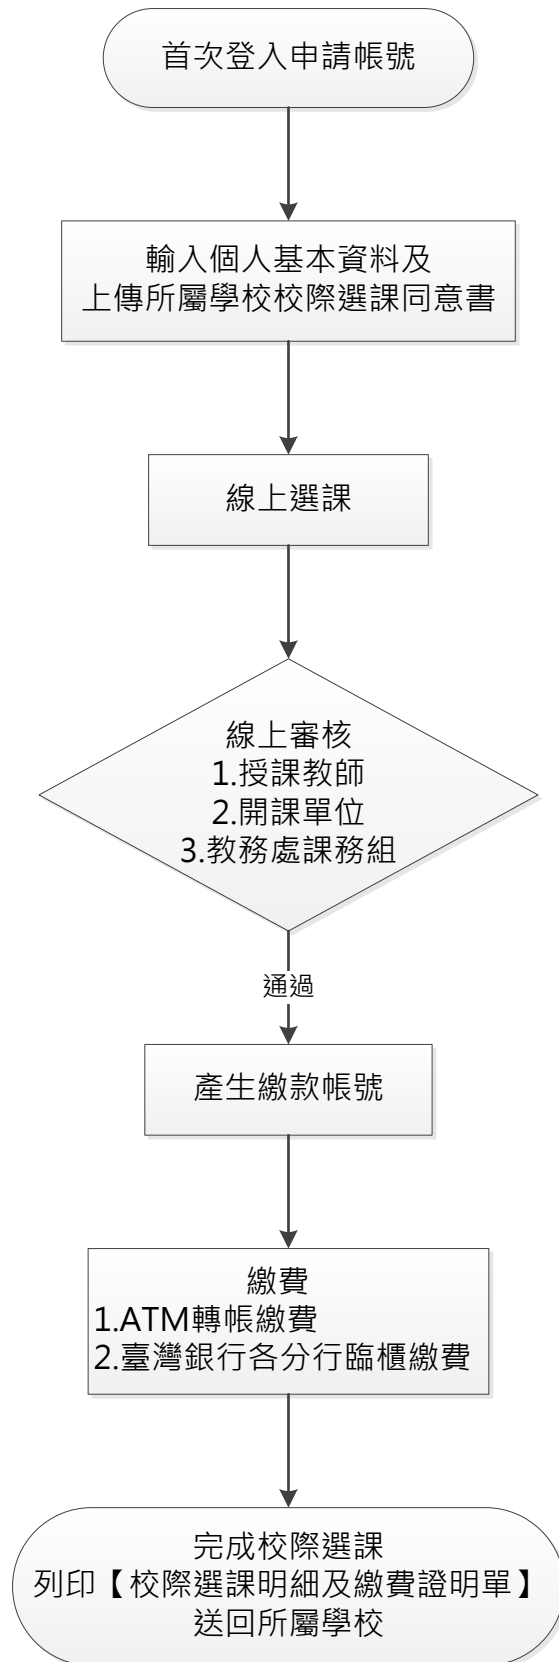 首次登入申請帳號
輸入個人基本資料及
上傳所屬學校校際選課同意書
線上選課
線上審核
1.授課教師
2.開課單位
3.教務處課務組
通過
產生繳款帳號
繳費
1.ATM轉帳繳費
2.臺灣銀行各分行臨櫃繳費
完成校際選課
列印【校際選課明細及繳費證明單】
送回所屬學校